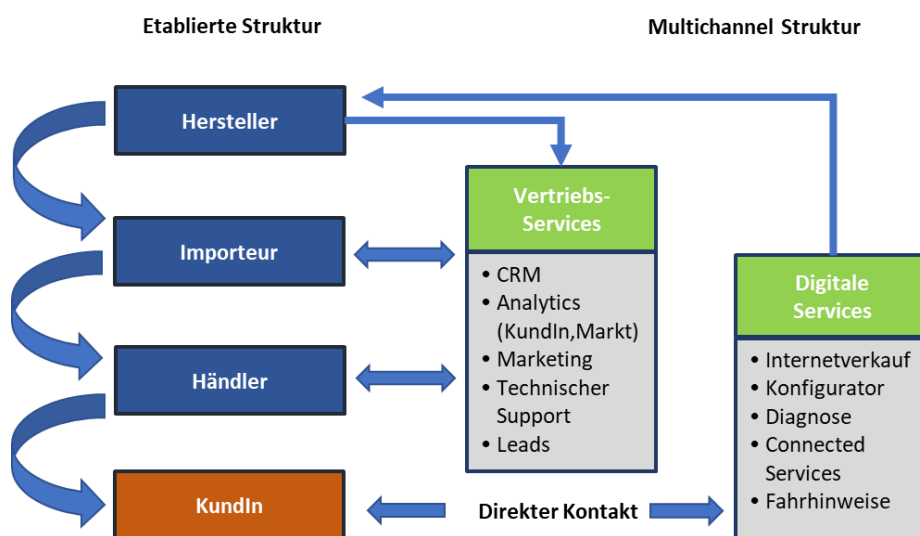 Etablierte Struktur
Multichannel Struktur
Hersteller
Importeur
Händler
KundIn
Vertriebs-
Services
• CRM
• Analytics
(KundIn,Markt)
• Marketing
• Technischer
Support
• Leads
Digitale
Services
• Internetverkauf
• Konfigurator
• Diagnose
• Connected
Services
• Fahrhinweise
Direkter Kontakt